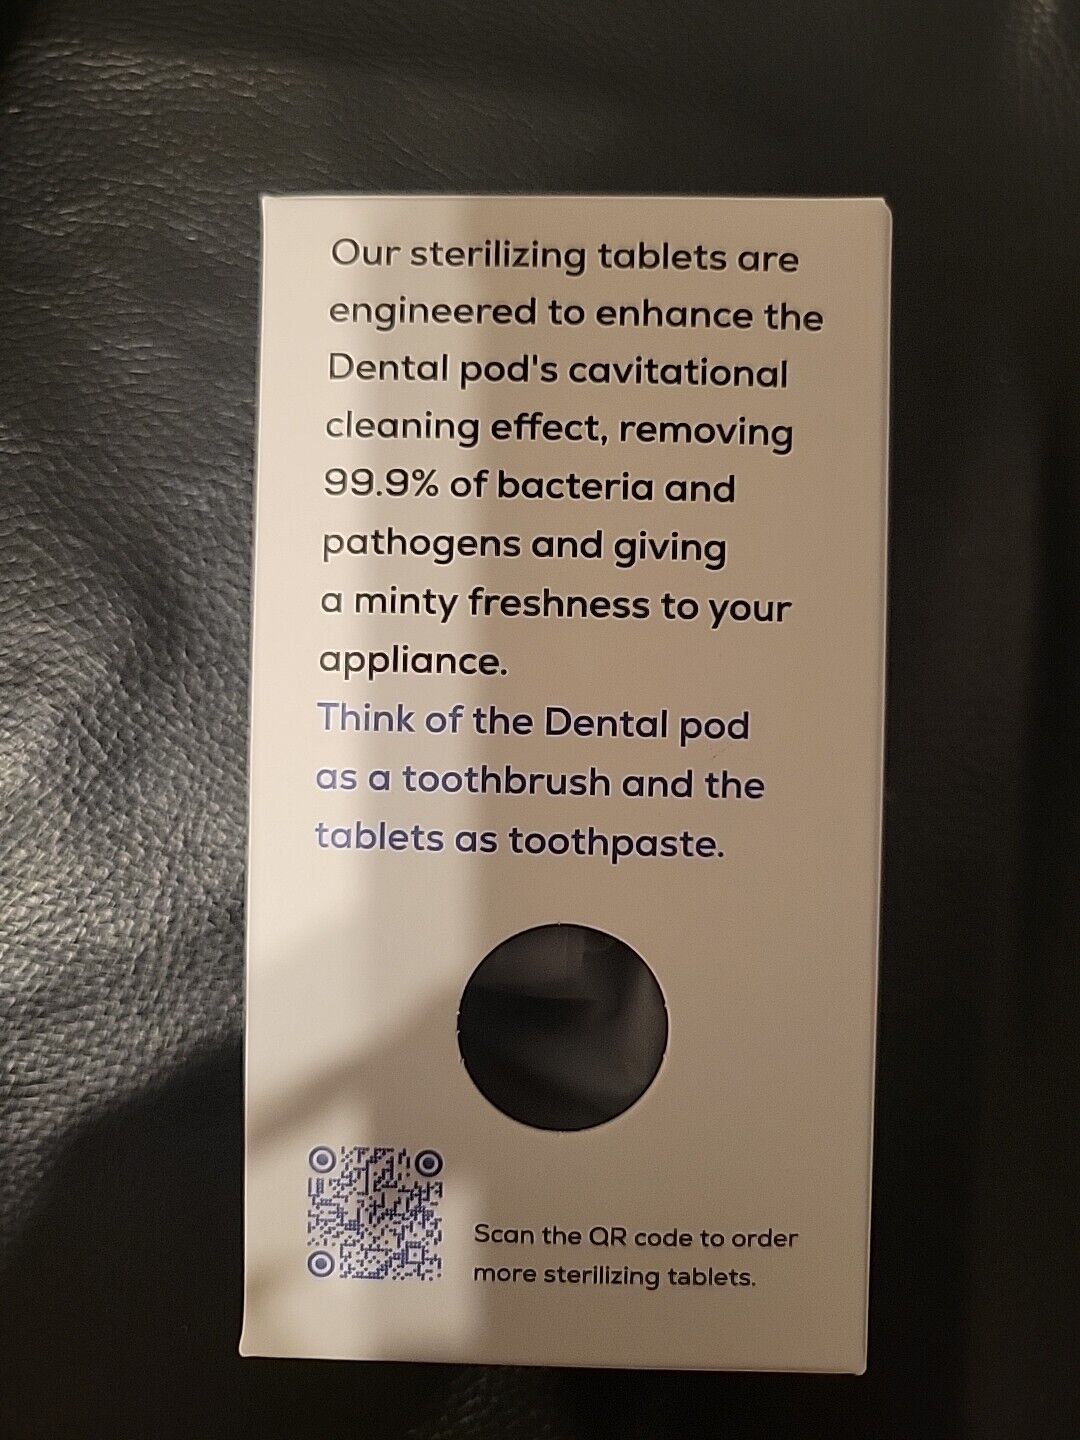 Our sterilizing tablets are
engineered to enhance the
Dental pod's cavitational
cleaning effect, removing
99.9% of bacteria and
pathogens and giving
a minty freshness to your
appliance.
Think of the Dental pod
as a toothbrush and the
tablets as toothpaste.
Scan the QR code to order
more sterilizing tablets.